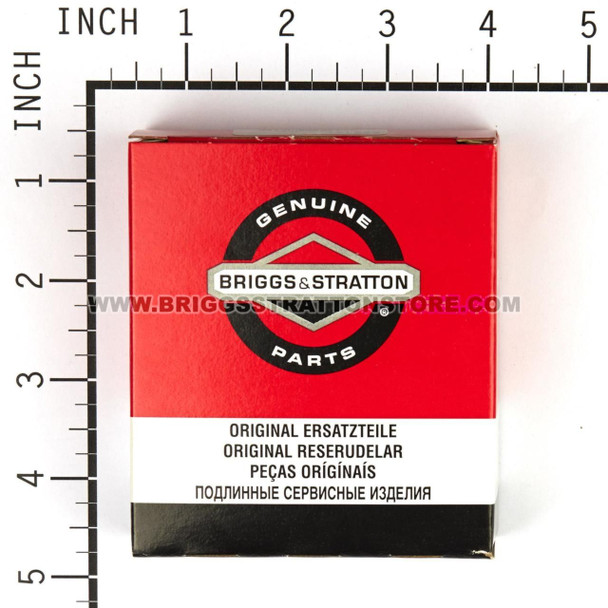 INCH 1 2 3 4 5
INCH
1
2
3
4
5
GENUINE
BRIGGS & STRATTON
®
PARTS
WWW.BRIGGSSTRATTONSTORE.COM
ORIGINAL ERSATZTEILE
ORIGINAL RESERUDELAR
PEÇAS ORÍGÍNAÍS
ПОДЛИННЫЕ СЕРВИСНЫЕ ИЗДЕЛИЯ